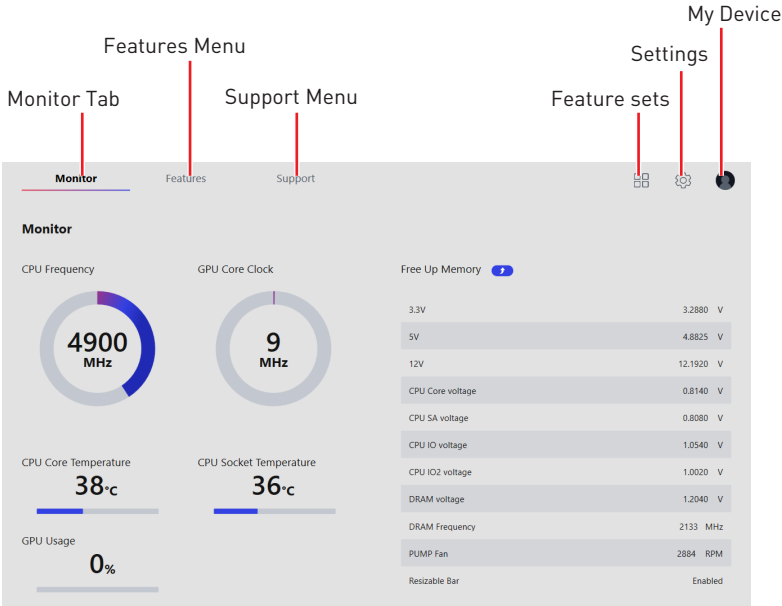 My Device
Features Menu
Settings
Monitor Tab
Support Menu
Feature sets
Monitor
Features
Support
Monitor
CPU Frequency
GPU Core Clock
Free Up Memory
4900
MHz
9
MHz
3.3V 3.2880 V
5V 4.8825 V
12V 12.1920 V
CPU Core voltage 0.8140 V
CPU SA voltage 0.8080 V
CPU IO voltage 1.0540 V
CPU IO2 voltage 1.0020 V
DRAM voltage 1.2040 V
DRAM Frequency 2133 MHz
PUMP Fan 2884 RPM
Resizable Bar Enabled
CPU Core Temperature
38°C
CPU Socket Temperature
36°C
GPU Usage
0%